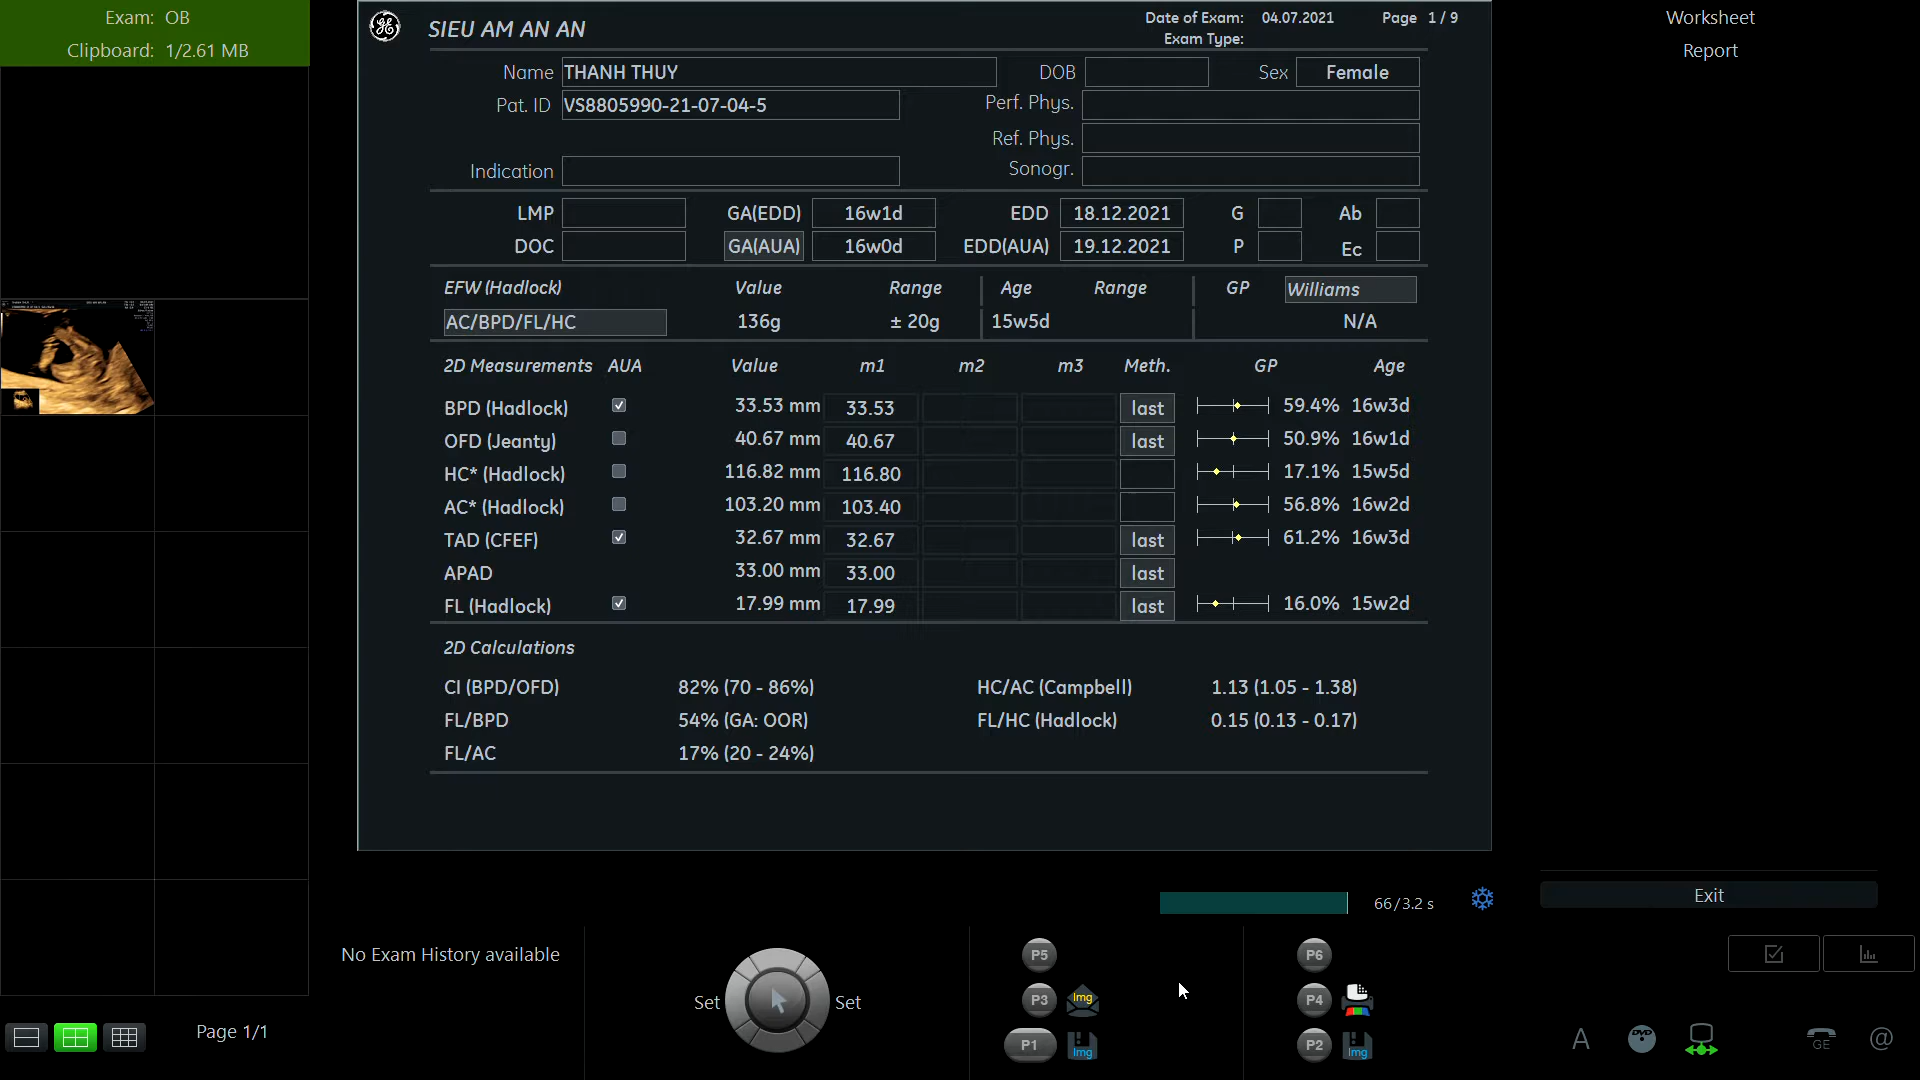 Exam: OB
Clipboard: 1/2.61 MB
SIEU AM AN AN
Date of Exam: 04.07.2021 Page 1 / 9
Exam Type:
Name THANH THUY DOB Sex Female
Pat. ID VS8805990-21-07-04-5 Perf. Phys.
Ref. Phys.
Indication Sonogr.
LMP GA(EDD) 16w1d EDD 18.12.2021 G Ab
DOC GA(AUA) 16w0d EDD(AUA) 19.12.2021 P Ec
EFW (Hadlock) Value Range Age Range GP Williams
AC/BPD/FL/HC 136g ± 20g 15w5d N/A
2D Measurements AUA Value m1 m2 m3 Meth. GP Age
BPD (Hadlock) 33.53 mm 33.53 last 59.4% 16w3d
OFD (Jeanty) 40.67 mm 40.67 last 50.9% 16w1d
HC* (Hadlock) 116.82 mm 116.80 17.1% 15w5d
AC* (Hadlock) 103.20 mm 103.40 56.8% 16w2d
TAD (CFEF) 32.67 mm 32.67 last 61.2% 16w3d
APAD 33.00 mm 33.00 last
FL (Hadlock) 17.99 mm 17.99 last 16.0% 15w2d
2D Calculations
CI (BPD/OFD) 82% (70 - 86%) HC/AC (Campbell) 1.13 (1.05 - 1.38)
FL/BPD 54% (GA: OOR) FL/HC (Hadlock) 0.15 (0.13 - 0.17)
FL/AC 17% (20 - 24%)
Worksheet
Report
66/3.2 s
Exit
No Exam History available
Set Set
P5 P6
P3 Img P4
P1 Img P2 Img
Page 1/1
A DVD GE @